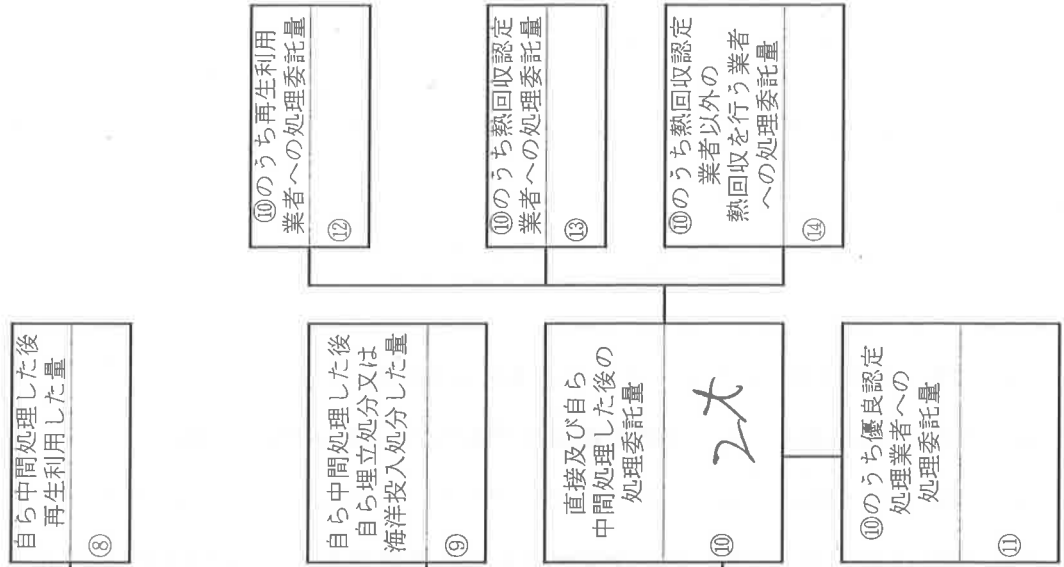 自ら中間処理した後
再生利用した量
⑧
自ら中間処理した後
自ら埋立処分又は
海洋投入処分した量
⑨
直接及び自ら
中間処理した後の
処理委託量
⑩
⑩のうち優良認定
処理業者への
処理委託量
⑪
⑩のうち再生利用
業者への処理委託量
⑫
⑩のうち熱回収認定
業者への処理委託量
⑬
⑩のうち熱回収認定
業者以外の
熱回収を行う業者
への処理委託量
⑭